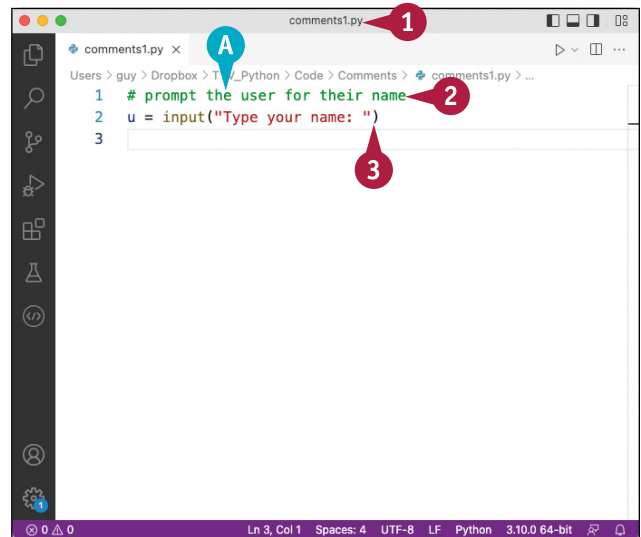 comments1.py
1
comments1.py ×
A
Users > guy > Dropbox > T V_Python > Code > Comments > comments1.py > ...
1 # prompt the user for their name
2
2 u = input("Type your name: ")
3
3
1
0 0 Ln 3, Col 1 Spaces: 4 UTF-8 LF Python 3.10.0 64-bit